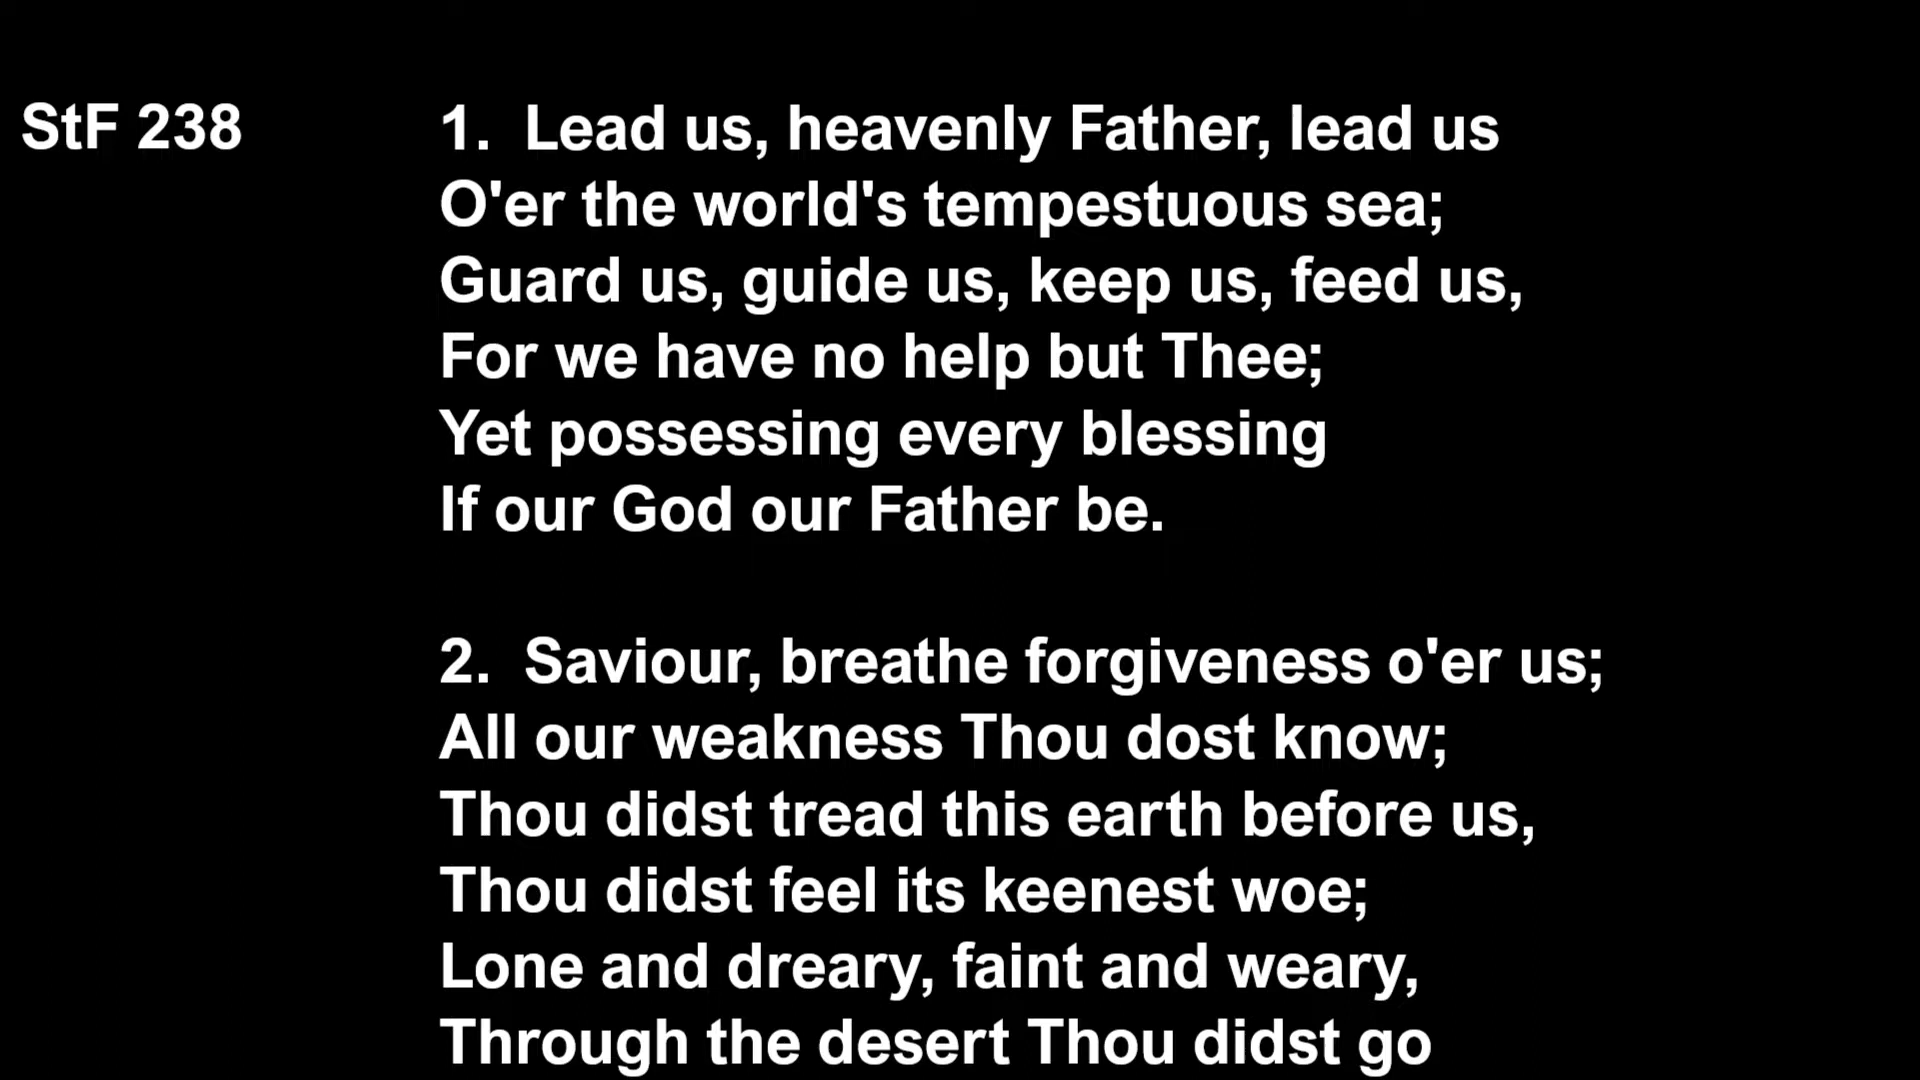 StF 238
1. Lead us, heavenly Father, lead us
O'er the world's tempestuous sea;
Guard us, guide us, keep us, feed us,
For we have no help but Thee;
Yet possessing every blessing
If our God our Father be.
2. Saviour, breathe forgiveness o'er us;
All our weakness Thou dost know;
Thou didst tread this earth before us,
Thou didst feel its keenest woe;
Lone and dreary, faint and weary,
Through the desert Thou didst go